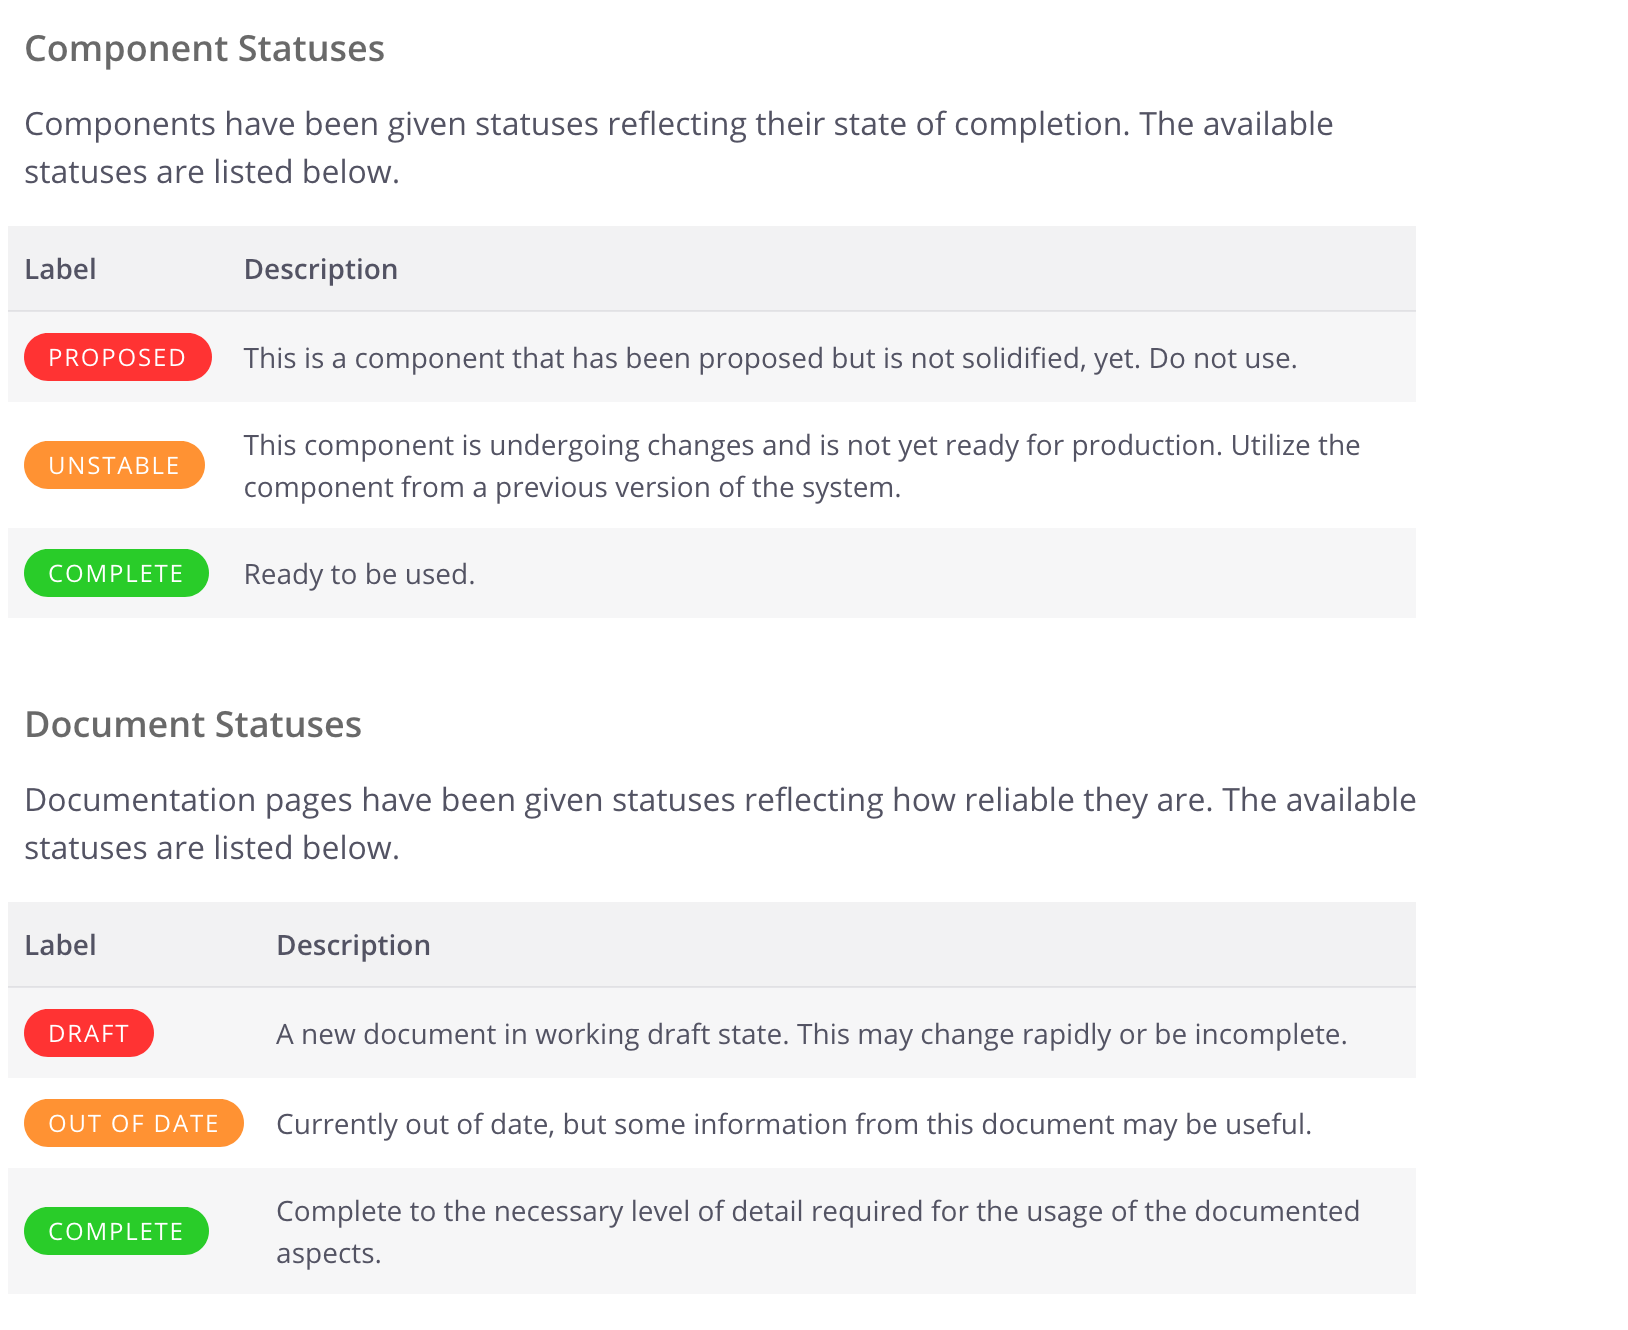 Component Statuses
Components have been given statuses reflecting their state of completion. The available
statuses are listed below.
Label Description
PROPOSED This is a component that has been proposed but is not solidified, yet. Do not use.
UNSTABLE This component is undergoing changes and is not yet ready for production. Utilize the
component from a previous version of the system.
COMPLETE Ready to be used.
Document Statuses
Documentation pages have been given statuses reflecting how reliable they are. The available
statuses are listed below.
Label Description
DRAFT A new document in working draft state. This may change rapidly or be incomplete.
OUT OF DATE Currently out of date, but some information from this document may be useful.
COMPLETE Complete to the necessary level of detail required for the usage of the documented
aspects.